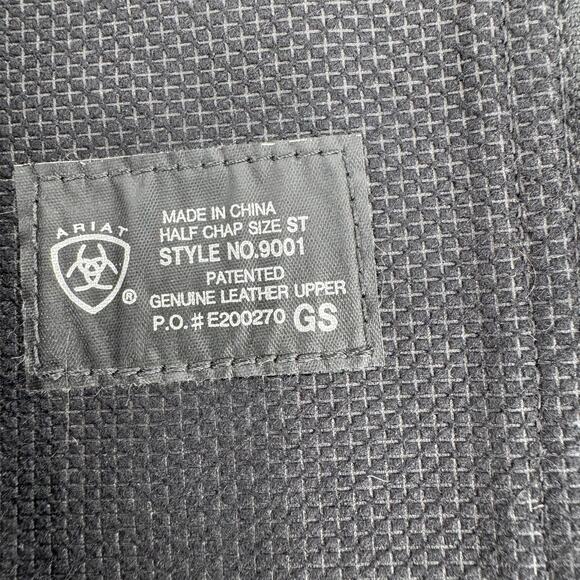 ARIAT
®
MADE IN CHINA
HALF CHAP SIZE ST
STYLE NO.9001
PATENTED
GENUINE LEATHER UPPER
P.O.#E200270 GS